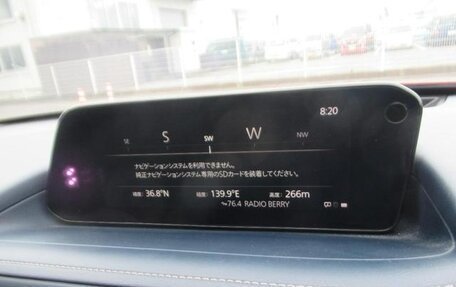 8:20
SE S SW W NW
ナビゲーションシステムを利用できません。
純正ナビゲーションシステム専用のSDカードを装着してください。
緯度: 36.8°N 経度: 139.9°E 高度: 266m
76.4 RADIO BERRY